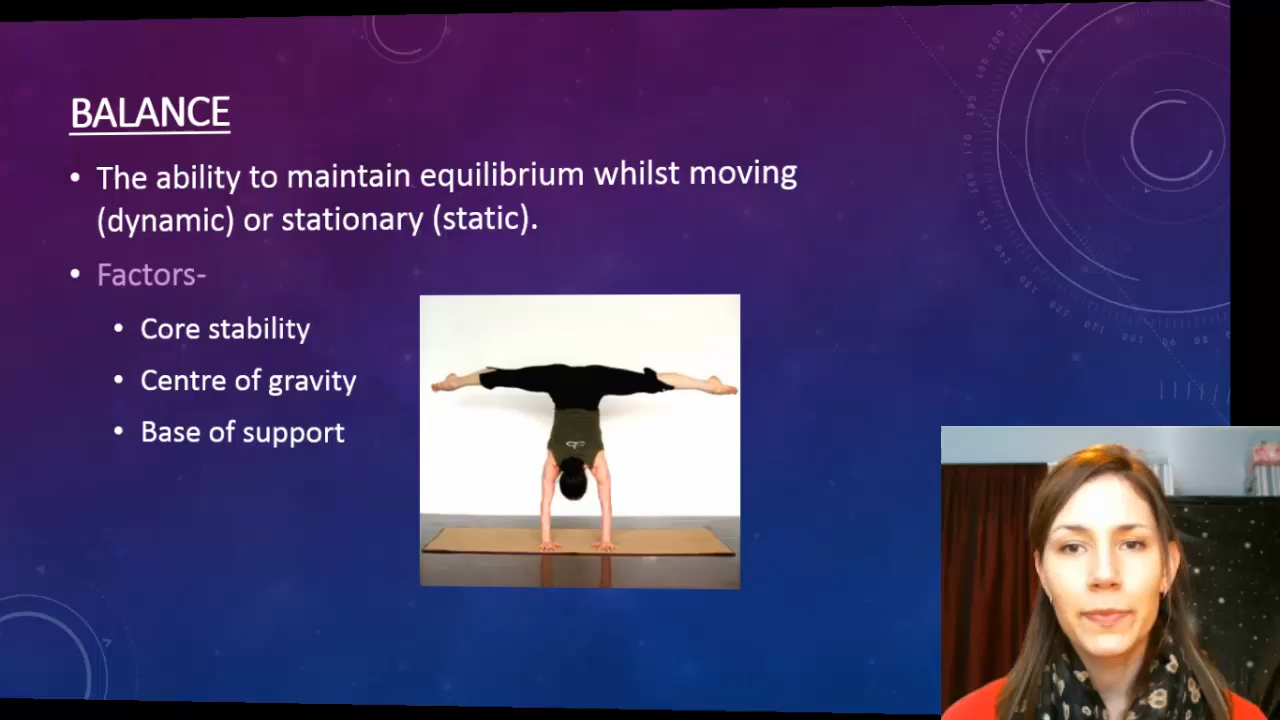 BALANCE
• The ability to maintain equilibrium whilst moving
(dynamic) or stationary (static).
• Factors-
• Core stability
• Centre of gravity
• Base of support